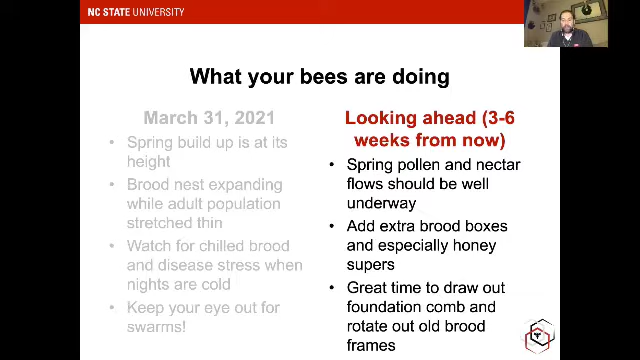 NC STATE UNIVERSITY
What your bees are doing
March 31, 2021
• Spring build up is at its
height
• Brood nest expanding
while adult population
stretched thin
• Watch for chilled brood
and disease stress when
nights are cold
• Keep your eye out for
swarms!
Looking ahead (3-6
weeks from now)
• Spring pollen and nectar
flows should be well
underway
• Add extra brood boxes
and especially honey
supers
• Great time to draw out
foundation comb and
rotate out old brood
frames